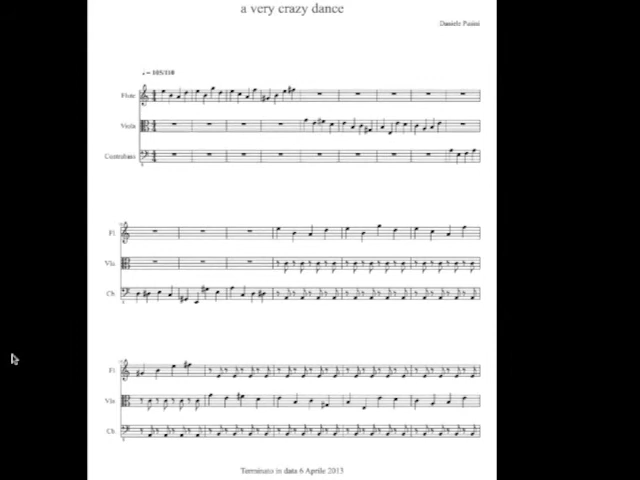 a very crazy dance
Daniele Pasini
♩ = 105/110
Flute
Viola
Contrabass
Fl.
Vla.
Cb.
Fl.
Vla.
Cb.
Terminato in data 6 Aprile 2013